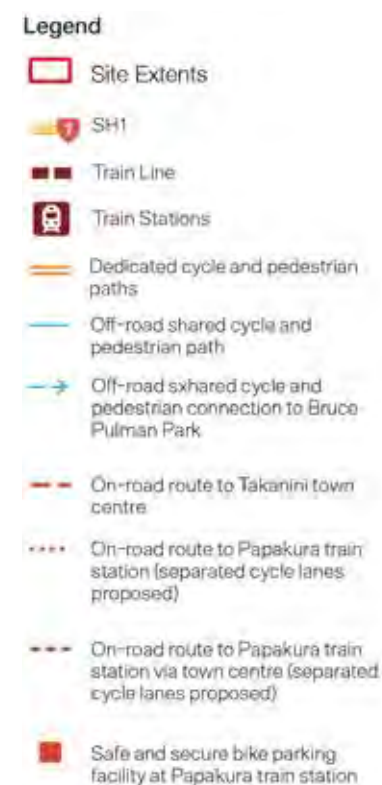 Legend
Site Extents
1 SH1
Train Line
Train Stations
Dedicated cycle and pedestrian
paths
Off-road shared cycle and
pedestrian path
Off-road sxhared cycle and
pedestrian connection to Bruce
Pulman Park
On-road route to Takanini town
centre
On-road route to Papakura train
station (separated cycle lanes
proposed)
On-road route to Papakura train
station via town centre (separated
cycle lanes proposed)
Safe and secure bike parking
facility at Papakura train station